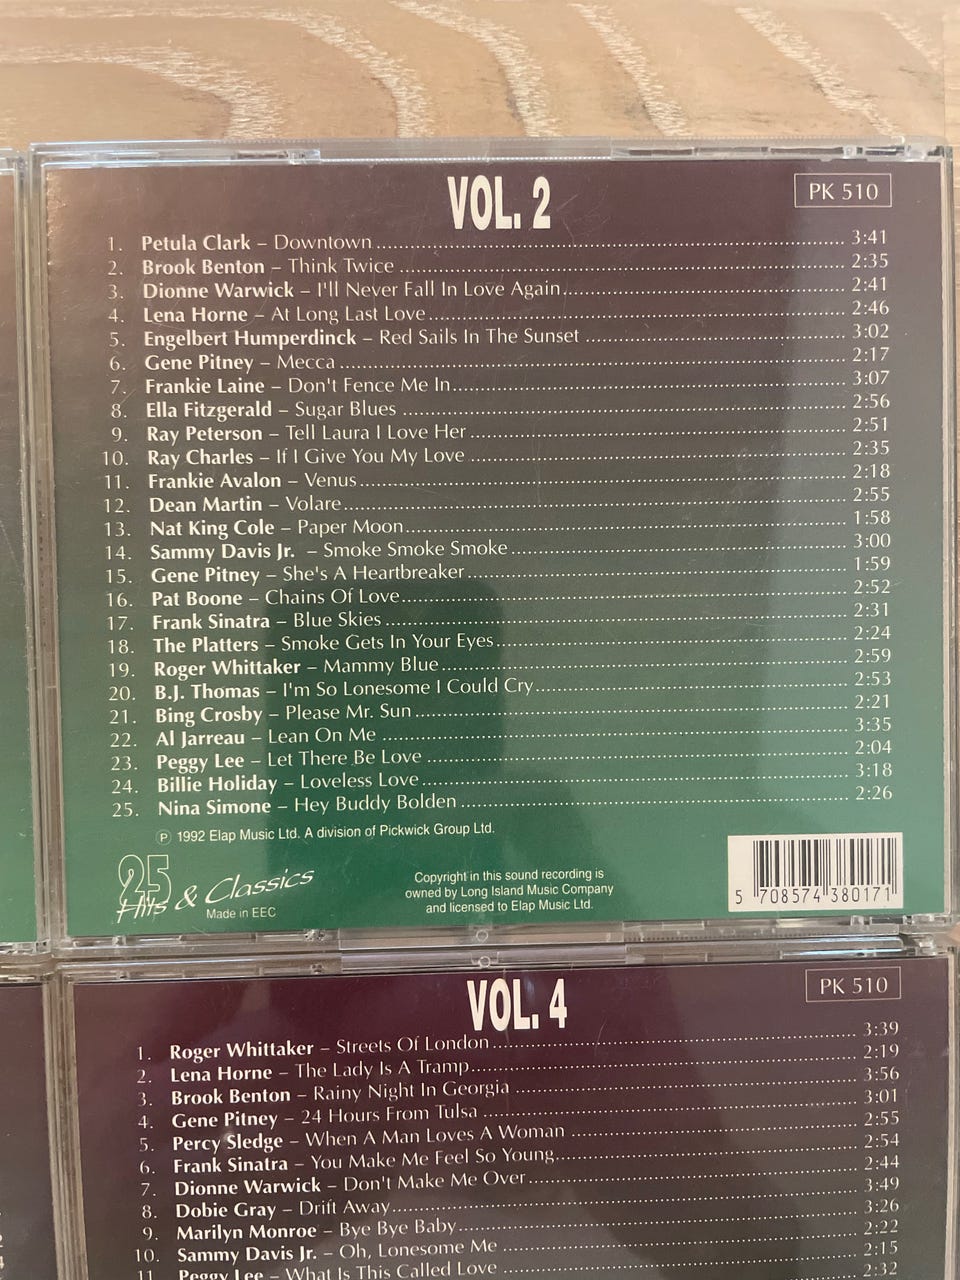 VOL. 2
PK 510
1. Petula Clark – Downtown 3:41
2. Brook Benton – Think Twice 2:35
3. Dionne Warwick – I'll Never Fall In Love Again 2:41
4. Lena Horne – At Long Last Love 2:46
5. Engelbert Humperdinck – Red Sails In The Sunset 3:02
6. Gene Pitney – Mecca 2:17
7. Frankie Laine – Don't Fence Me In 3:07
8. Ella Fitzgerald – Sugar Blues 2:56
9. Ray Peterson – Tell Laura I Love Her 2:51
10. Ray Charles – If I Give You My Love 2:35
11. Frankie Avalon – Venus 2:18
12. Dean Martin – Volare 2:55
13. Nat King Cole – Paper Moon 1:58
14. Sammy Davis Jr. – Smoke Smoke Smoke 3:00
15. Gene Pitney – She's A Heartbreaker 1:59
16. Pat Boone – Chains Of Love 2:52
17. Frank Sinatra – Blue Skies 2:31
18. The Platters – Smoke Gets In Your Eyes 2:24
19. Roger Whittaker – Mammy Blue 2:59
20. B.J. Thomas – I'm So Lonesome I Could Cry 2:53
21. Bing Crosby – Please Mr. Sun 2:21
22. Al Jarreau – Lean On Me 3:35
23. Peggy Lee – Let There Be Love 2:04
24. Billie Holiday – Loveless Love 3:18
25. Nina Simone – Hey Buddy Bolden 2:26
℗ 1992 Elap Music Ltd. A division of Pickwick Group Ltd.
25
Hits & Classics
Made in EEC
Copyright in this sound recording is
owned by Long Island Music Company
and licensed to Elap Music Ltd.
5 708574 380171
VOL. 4
PK 510
1. Roger Whittaker – Streets Of London 3:39
2. Lena Horne – The Lady Is A Tramp 2:19
3. Brook Benton – Rainy Night In Georgia 3:56
4. Gene Pitney – 24 Hours From Tulsa 3:01
5. Percy Sledge – When A Man Loves A Woman 2:55
6. Frank Sinatra – You Make Me Feel So Young 2:54
7. Dionne Warwick – Don't Make Me Over 2:44
8. Dobie Gray – Drift Away 3:49
9. Marilyn Monroe – Bye Bye Baby 3:26
10. Sammy Davis Jr. – Oh, Lonesome Me 2:22
11. Peggy Lee – What Is This Called Love 2:15
2:32